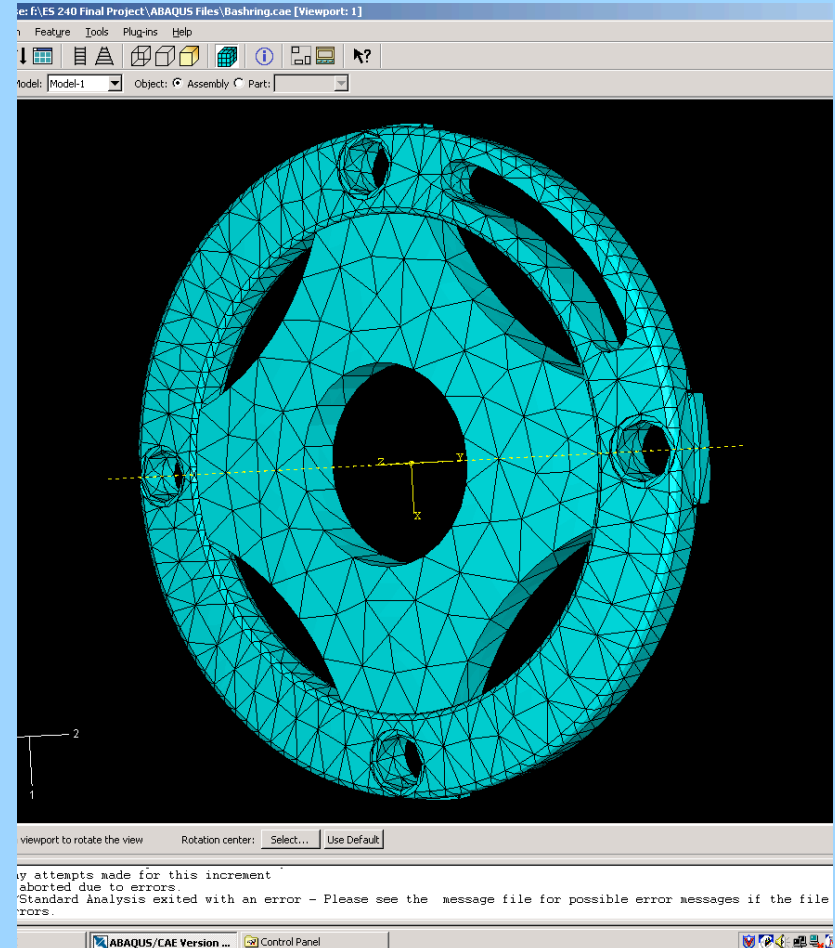 se: f:\ES 240 Final Project\ABAQUS Files\Bashring.cae [Viewport: 1]
n Feature Tools Plug-ins Help
Model: Model-1 Object: Assembly Part:
Z Y
X
2
1
viewport to rotate the view Rotation center: Select... Use Default
ny attempts made for this increment
aborted due to errors.
/Standard Analysis exited with an error - Please see the message file for possible error messages if the file
rrors.
ABAQUS/CAE Version ... Control Panel